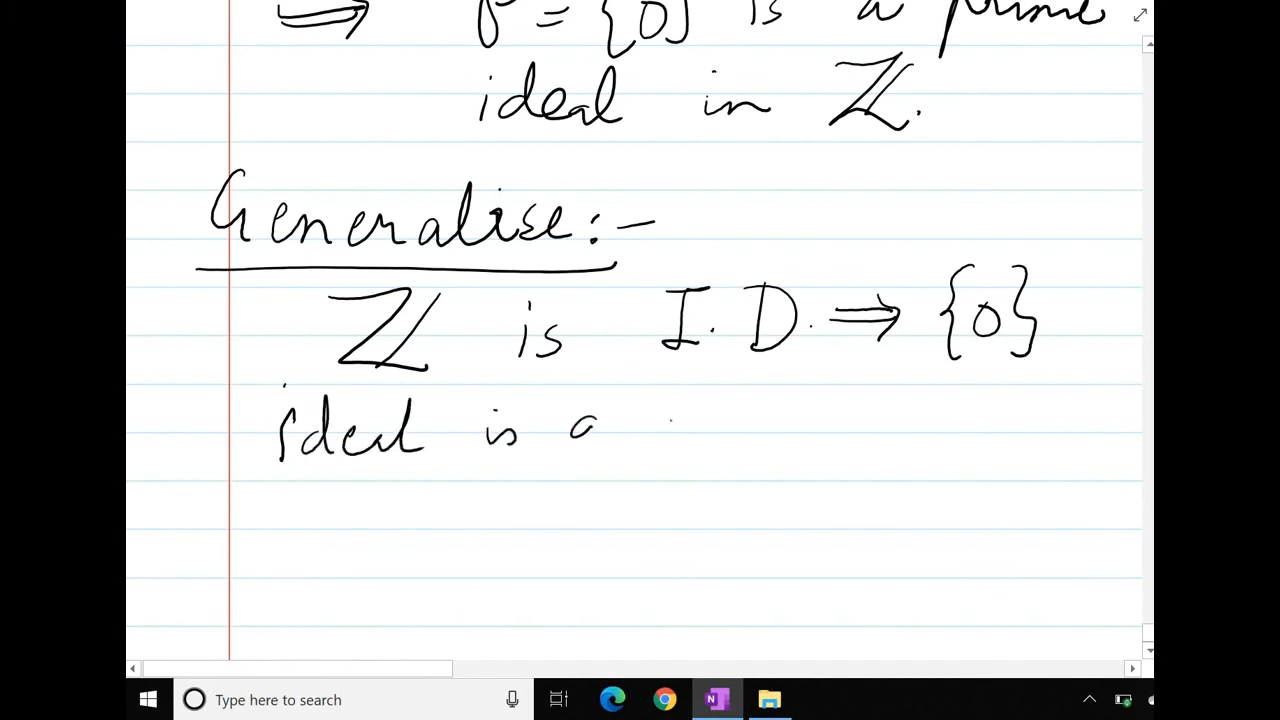 ⟹ P = {0} is a prime
ideal in ℤ.
Generalise:-
ℤ is I.D. ⟹ {0}
ideal is a
Type here to search